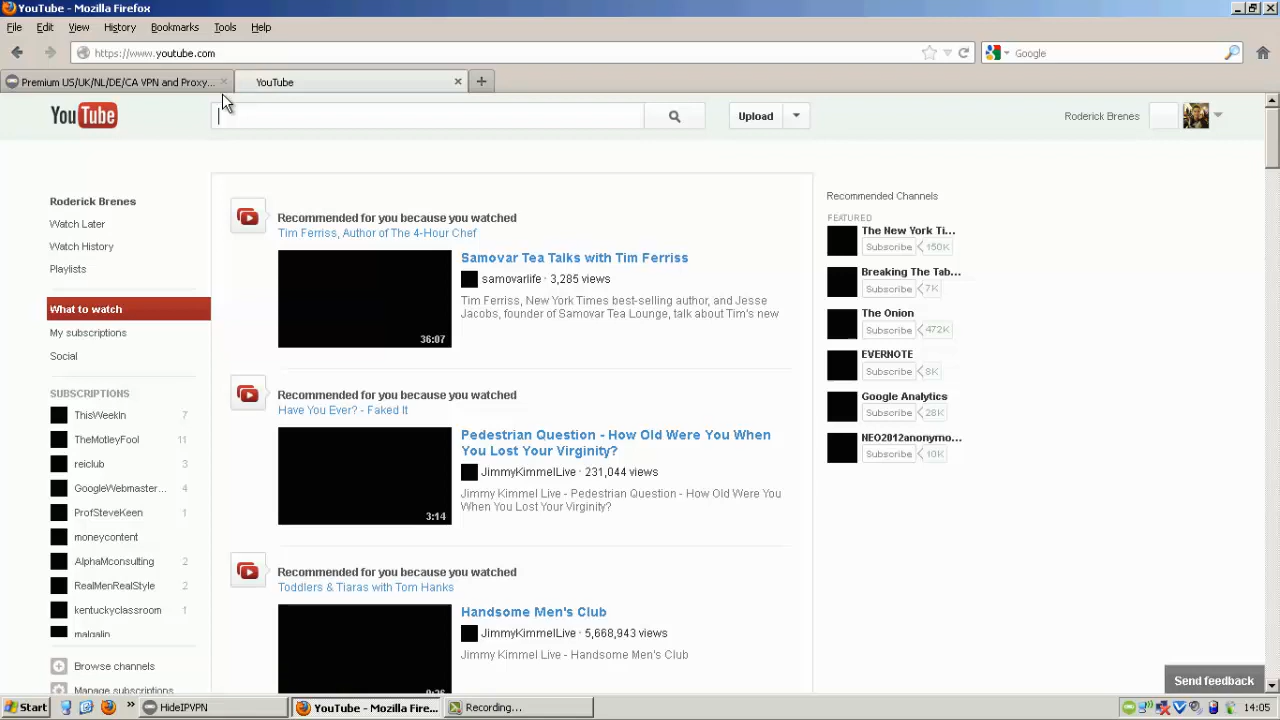 YouTube - Mozilla Firefox
File Edit View History Bookmarks Tools Help
https://www.youtube.com
Google
Premium US/UK/NL/DE/CA VPN and Proxy...
YouTube
YouTube
Upload
Roderick Brenes
Roderick Brenes
Watch Later
Watch History
Playlists
What to watch
My subscriptions
Social
SUBSCRIPTIONS
ThisWeekIn 7
TheMotleyFool 11
reiclub 3
GoogleWebmaster... 4
ProfSteveKeen 1
moneycontent
AlphaMconsulting 2
RealMenRealStyle 2
kentuckyclassroom 1
malgalin
Browse channels
Manage subscriptions
Recommended for you because you watched
Tim Ferriss, Author of The 4-Hour Chef
36:07
Samovar Tea Talks with Tim Ferriss
samovarlife · 3,285 views
Tim Ferriss, New York Times best-selling author, and Jesse
Jacobs, founder of Samovar Tea Lounge, talk about Tim's new
Recommended for you because you watched
Have You Ever? - Faked It
3:14
Pedestrian Question - How Old Were You When
You Lost Your Virginity?
JimmyKimmelLive · 231,044 views
Jimmy Kimmel Live - Pedestrian Question - How Old Were You
When You Lost Your Virginity?
Recommended for you because you watched
Toddlers & Tiaras with Tom Hanks
Handsome Men's Club
JimmyKimmelLive · 5,668,943 views
Jimmy Kimmel Live - Handsome Men's Club
Recommended Channels
FEATURED
The New York Ti...
Subscribe 150K
Breaking The Tab...
Subscribe 7K
The Onion
Subscribe 472K
EVERNOTE
Subscribe 8K
Google Analytics
Subscribe 28K
NEO2012anonymo...
Subscribe 10K
Send feedback
Start
HideIPVPN
YouTube - Mozilla Fire...
Recording...
14:05